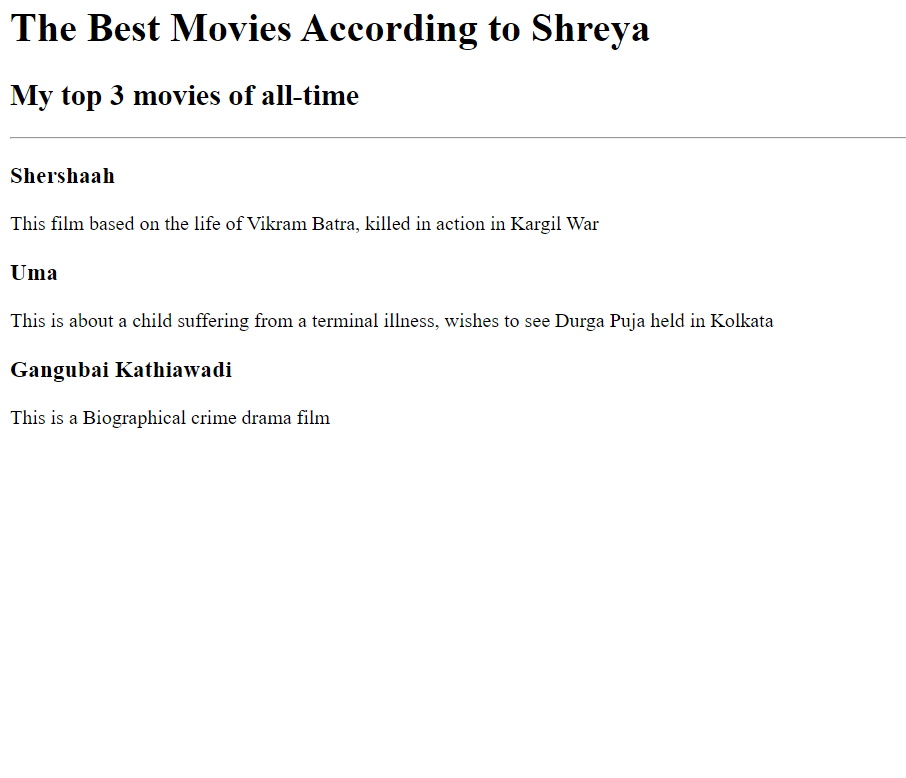 The Best Movies According to Shreya
My top 3 movies of all-time
Shershaah
This film based on the life of Vikram Batra, killed in action in Kargil War
Uma
This is about a child suffering from a terminal illness, wishes to see Durga Puja held in Kolkata
Gangubai Kathiawadi
This is a Biographical crime drama film